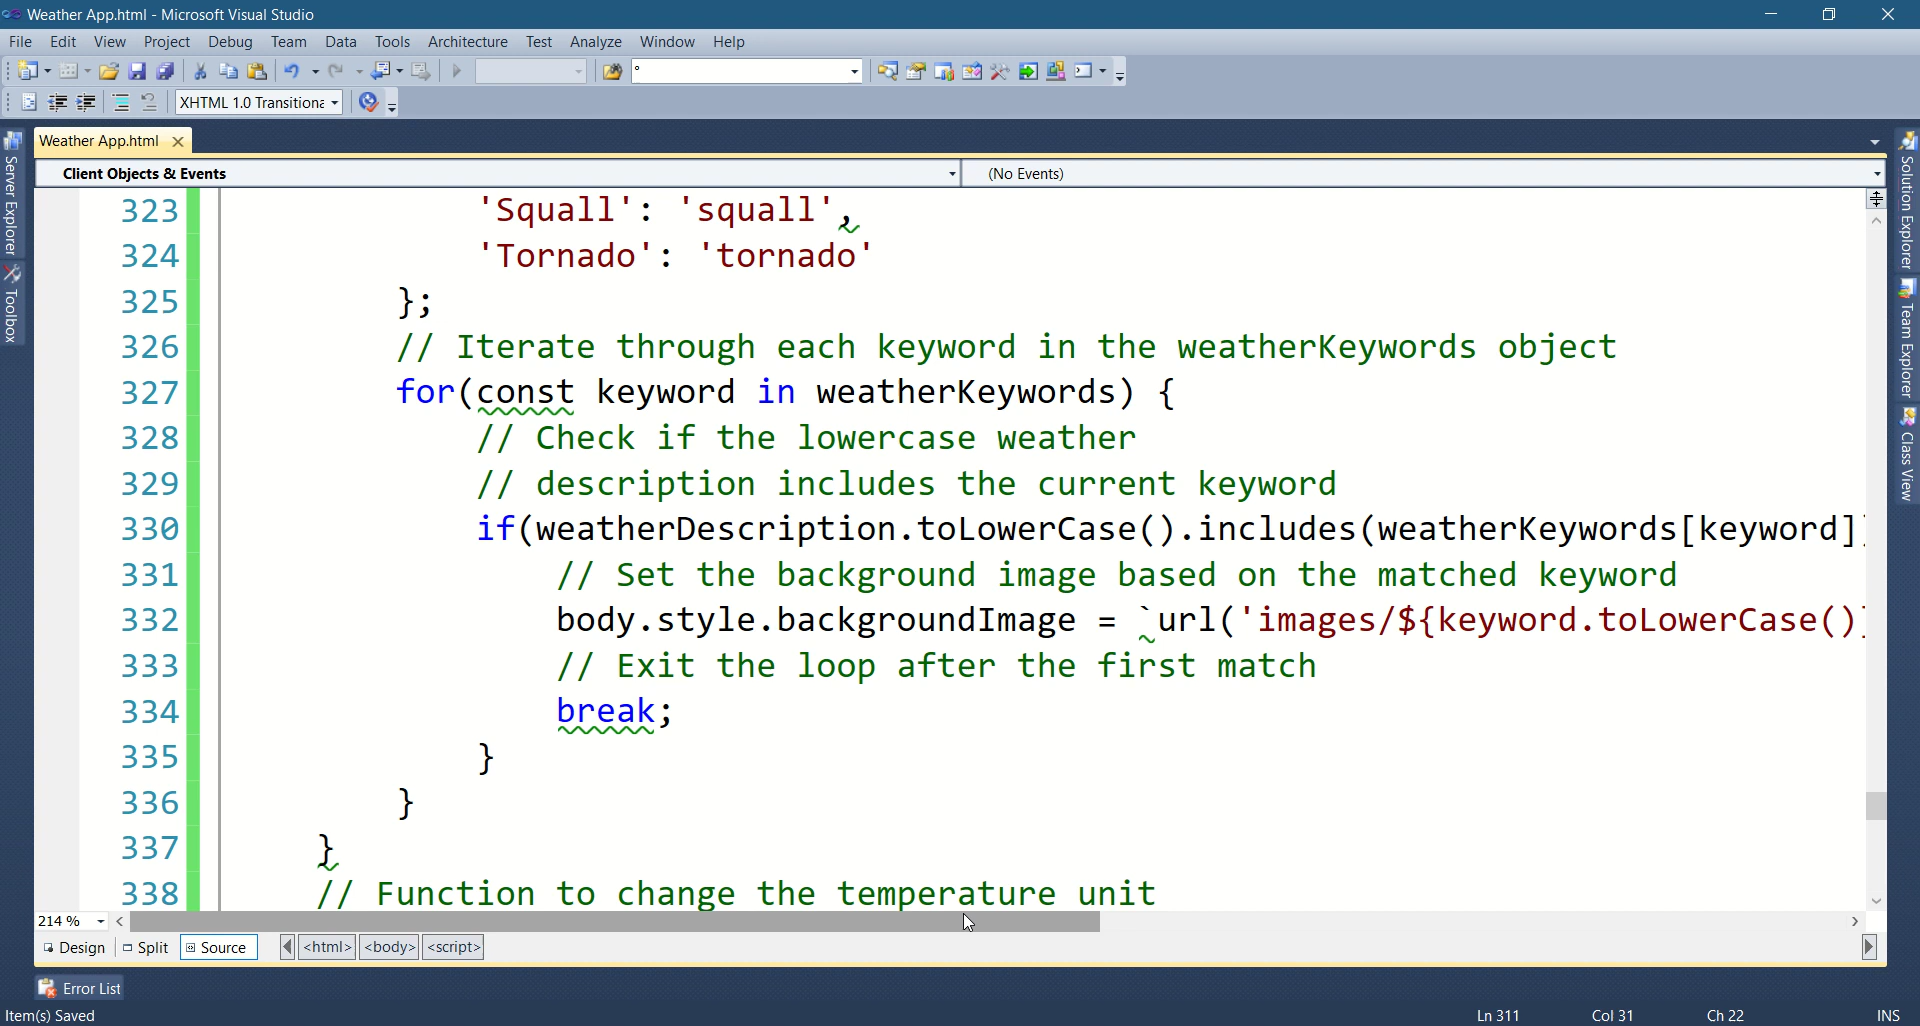 Weather App.html - Microsoft Visual Studio
File Edit View Project Debug Team Data Tools Architecture Test Analyze Window Help
°
XHTML 1.0 Transitiona
Server Explorer
Toolbox
Weather App.html
Client Objects & Events
(No Events)
323 'Squall': 'squall',
324 'Tornado': 'tornado'
325 };
326 // Iterate through each keyword in the weatherKeywords object
327 for(const keyword in weatherKeywords) {
328 // Check if the lowercase weather
329 // description includes the current keyword
330 if(weatherDescription.toLowerCase().includes(weatherKeywords[keyword])
331 // Set the background image based on the matched keyword
332 body.style.backgroundImage = `url('images/${keyword.toLowerCase()}
333 // Exit the loop after the first match
334 break;
335 }
336 }
337 }
338 // Function to change the temperature unit
Solution Explorer
Team Explorer
Class View
214 %
Design Split Source <html> <body> <script>
Error List
Item(s) Saved
Ln 311 Col 31 Ch 22 INS